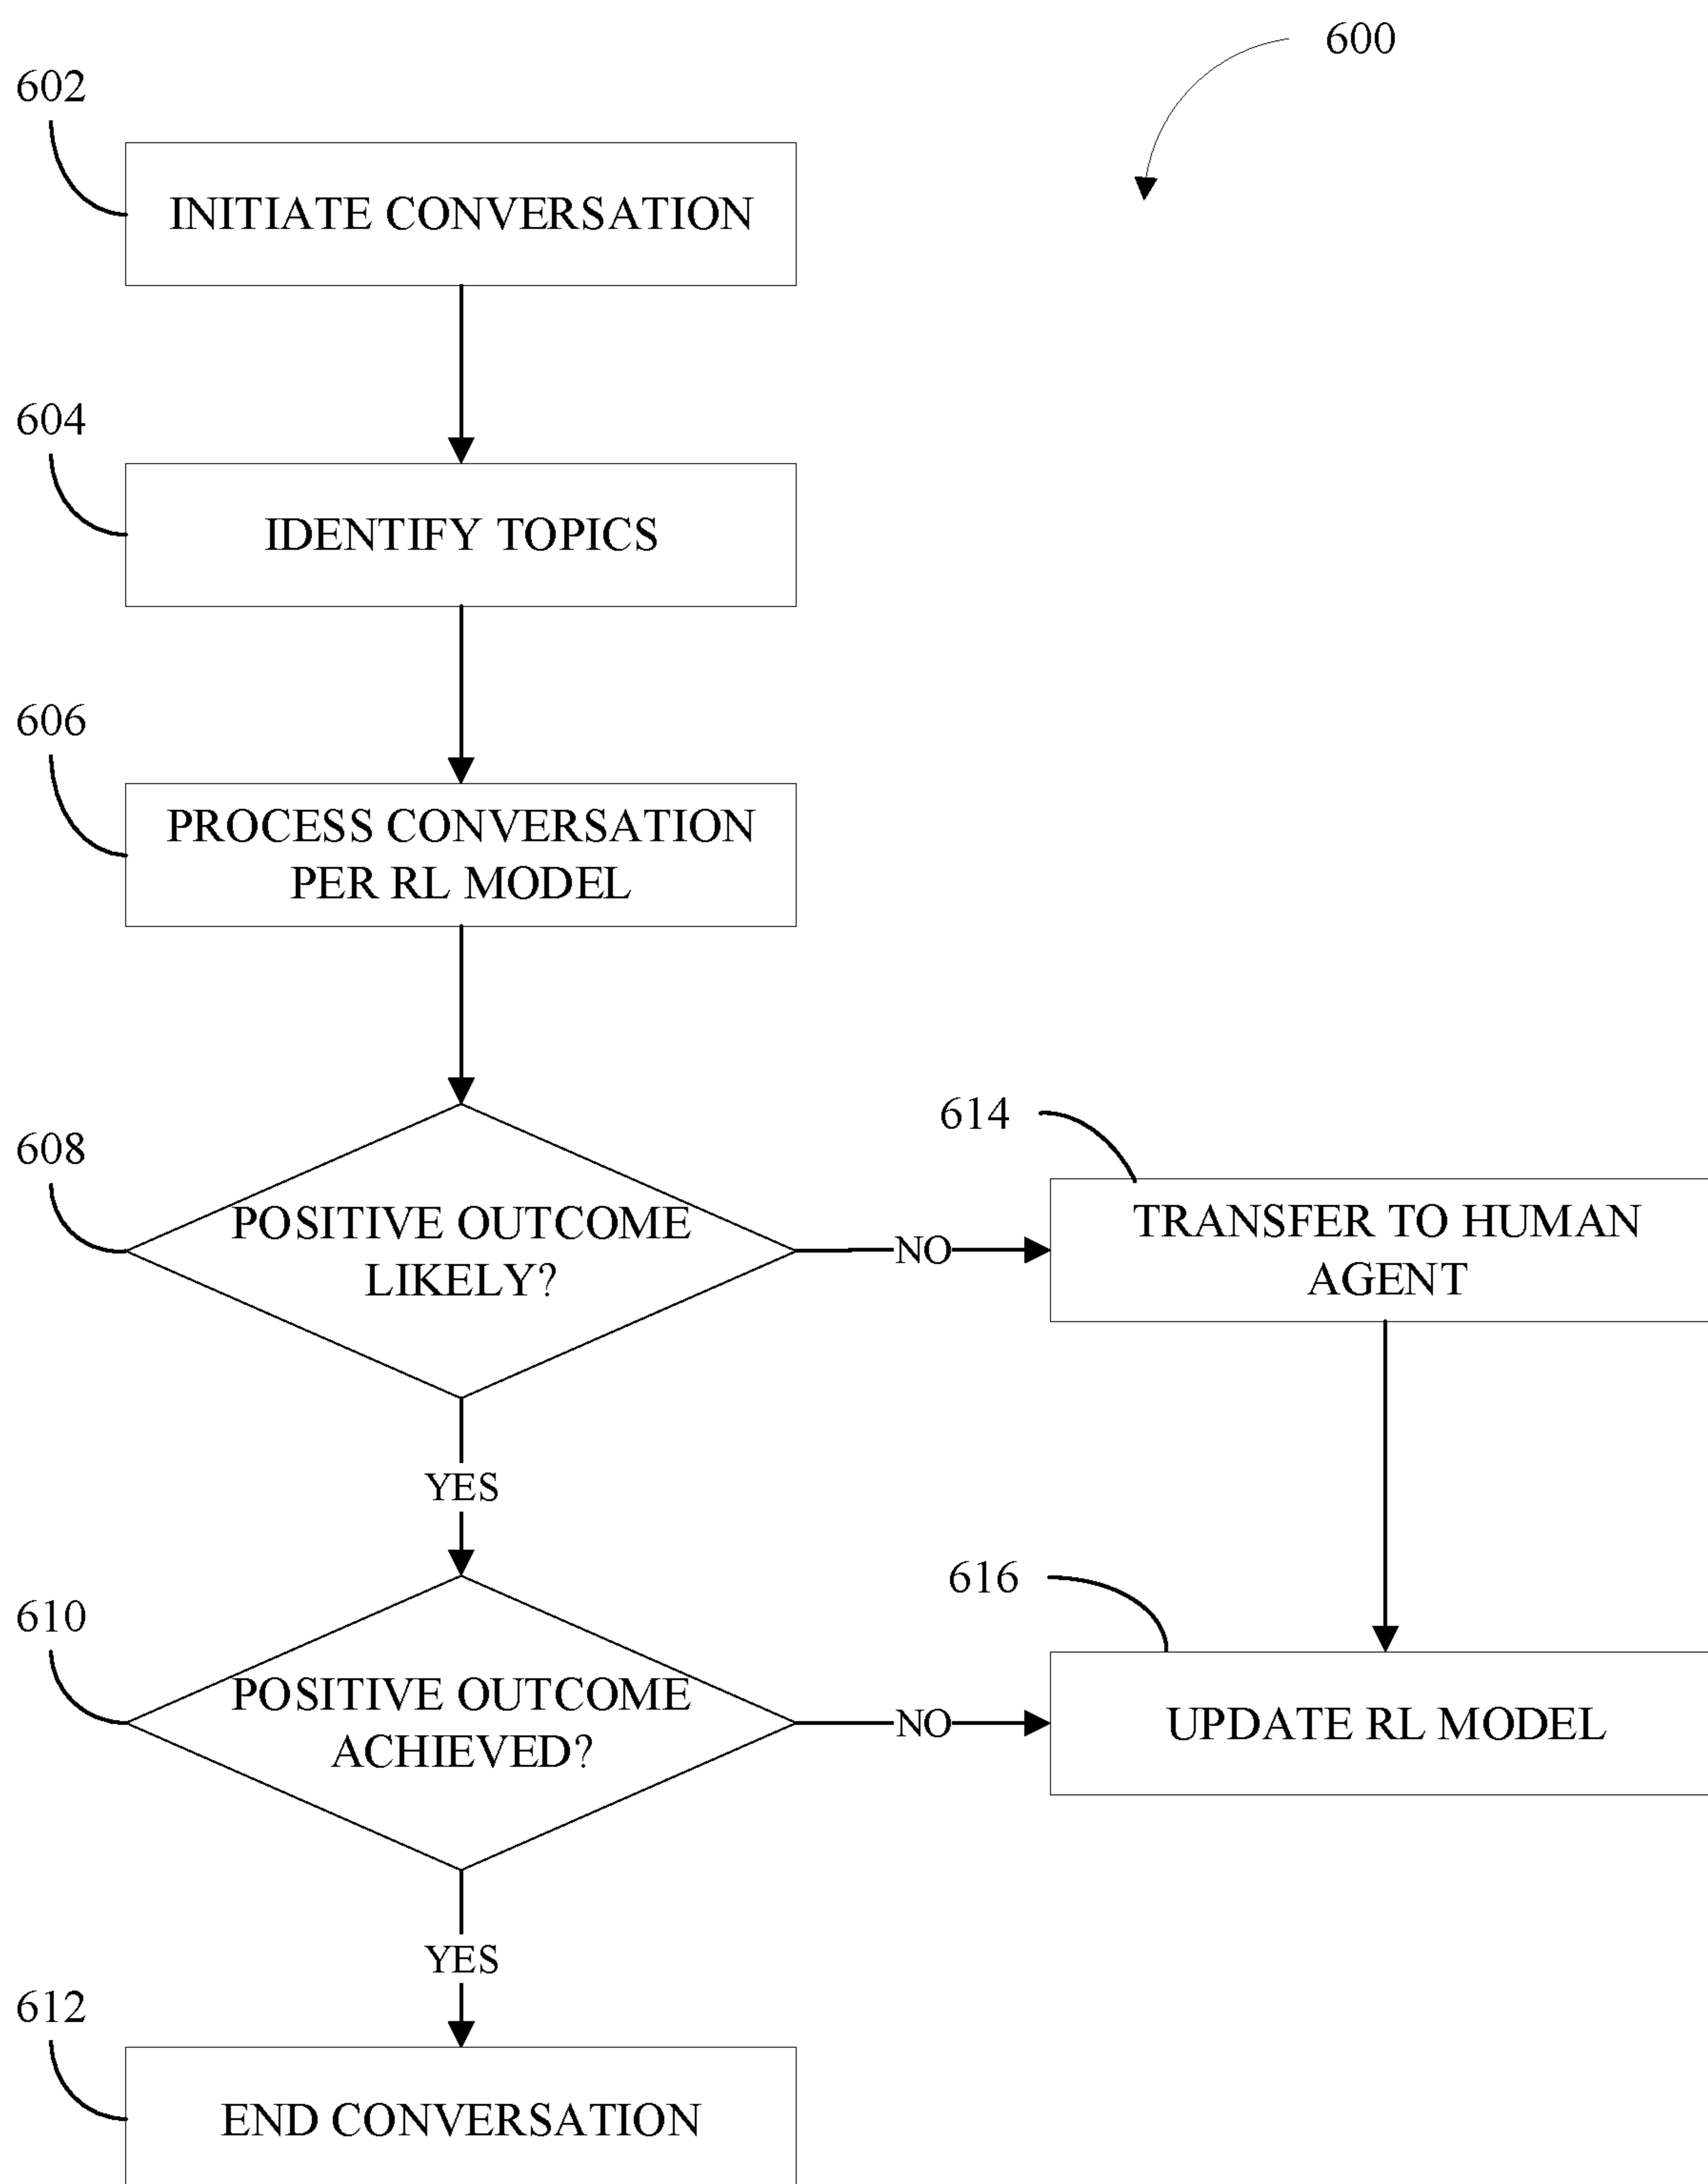 600
602
INITIATE CONVERSATION
604
IDENTIFY TOPICS
606
PROCESS CONVERSATION
PER RL MODEL
608
POSITIVE OUTCOME
LIKELY?
NO
614
TRANSFER TO HUMAN
AGENT
YES
610
POSITIVE OUTCOME
ACHIEVED?
NO
616
UPDATE RL MODEL
YES
612
END CONVERSATION